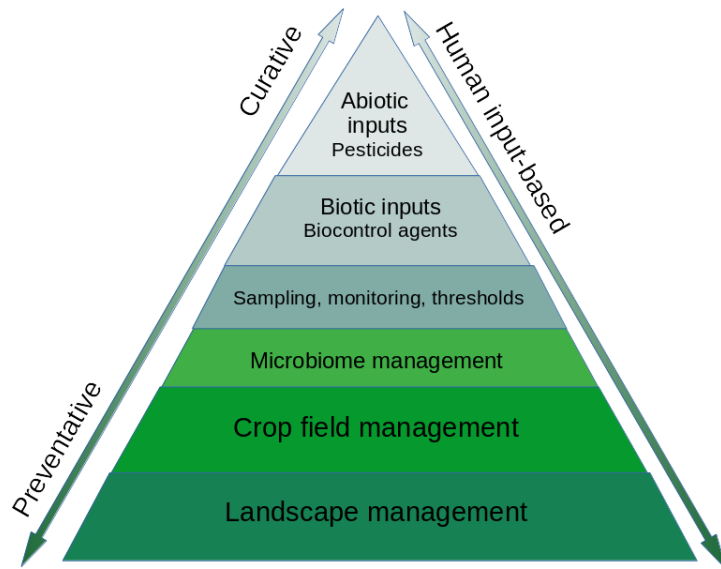 Curative
Human input-based
Abiotic
inputs
Pesticides
Biotic inputs
Biocontrol agents
Sampling, monitoring, thresholds
Microbiome management
Preventative
Crop field management
Landscape management